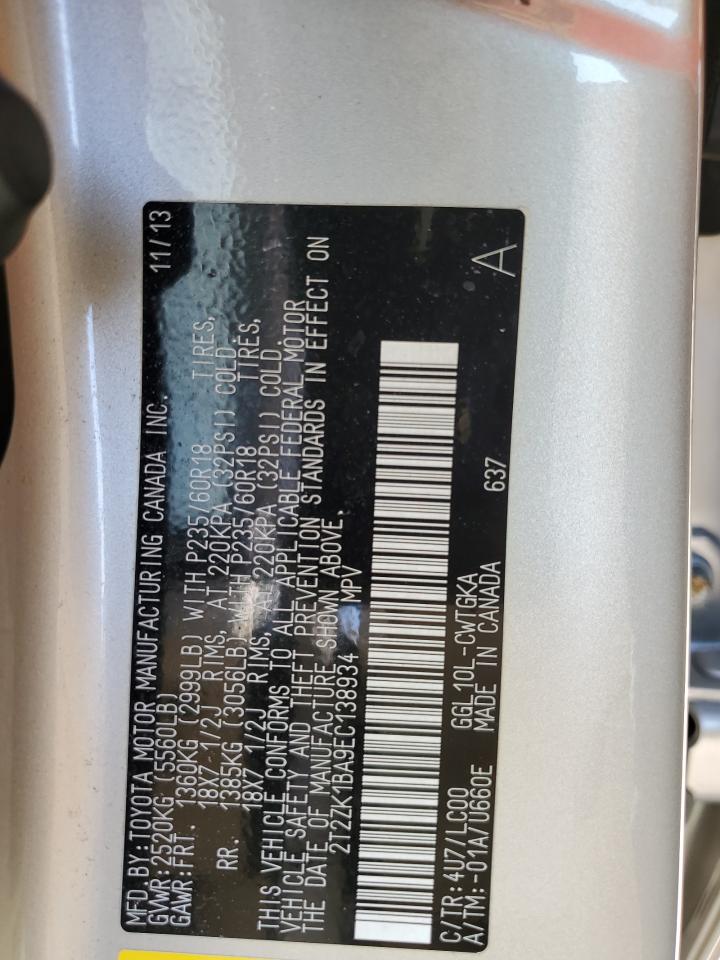 MFD.BY:TOYOTA MOTOR MANUFACTURING CANADA INC. 11/13
GVWR:2520KG (5560LB)
GAWR:FRT. 1360KG (2999LB) WITH P235/60R18 TIRES,
18X7-1/2J RIMS, AT 220KPA (32PSI) COLD.
RR. 1385KG (3056LB) WITH P235/60R18 TIRES,
18X7-1/2J RIMS, AT 220KPA (32PSI) COLD.
THIS VEHICLE CONFORMS TO ALL APPLICABLE FEDERAL MOTOR
VEHICLE SAFETY AND THEFT PREVENTION STANDARDS IN EFFECT ON
THE DATE OF MANUFACTURE SHOWN ABOVE.
2T2ZK1BA9EC138934 MPV
C/TR:4U7/LC00 GGL10L-CWTGKA A
A/TM:-01A/U660E MADE IN CANADA 637